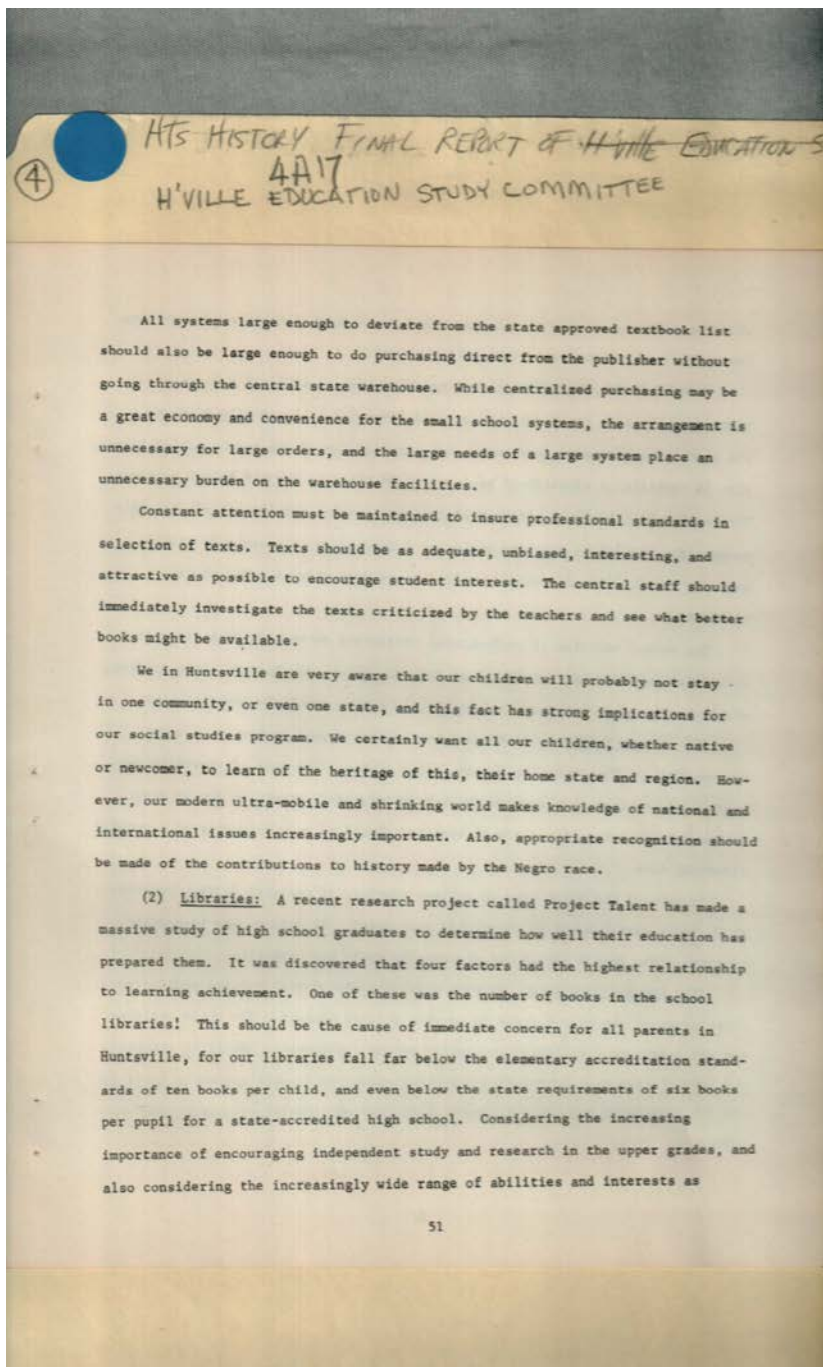 HTS HISTORY FINAL REPORT OF H'ville EDUCATION S
4
4A17
H'VILLE EDUCATION STUDY COMMITTEE
All systems large enough to deviate from the state approved textbook list
should also be large enough to do purchasing direct from the publisher without
going through the central state warehouse. While centralized purchasing may be
a great economy and convenience for the small school systems, the arrangement is
unnecessary for large orders, and the large needs of a large system place an
unnecessary burden on the warehouse facilities.
Constant attention must be maintained to insure professional standards in
selection of texts. Texts should be as adequate, unbiased, interesting, and
attractive as possible to encourage student interest. The central staff should
immediately investigate the texts criticized by the teachers and see what better
books might be available.
We in Huntsville are very aware that our children will probably not stay
in one community, or even one state, and this fact has strong implications for
our social studies program. We certainly want all our children, whether native
or newcomer, to learn of the heritage of this, their home state and region. How-
ever, our modern ultra-mobile and shrinking world makes knowledge of national and
international issues increasingly important. Also, appropriate recognition should
be made of the contributions to history made by the Negro race.
(2) Libraries: A recent research project called Project Talent has made a
massive study of high school graduates to determine how well their education has
prepared them. It was discovered that four factors had the highest relationship
to learning achievement. One of these was the number of books in the school
libraries! This should be the cause of immediate concern for all parents in
Huntsville, for our libraries fall far below the elementary accreditation stand-
ards of ten books per child, and even below the state requirements of six books
per pupil for a state-accredited high school. Considering the increasing
importance of encouraging independent study and research in the upper grades, and
also considering the increasingly wide range of abilities and interests as
51